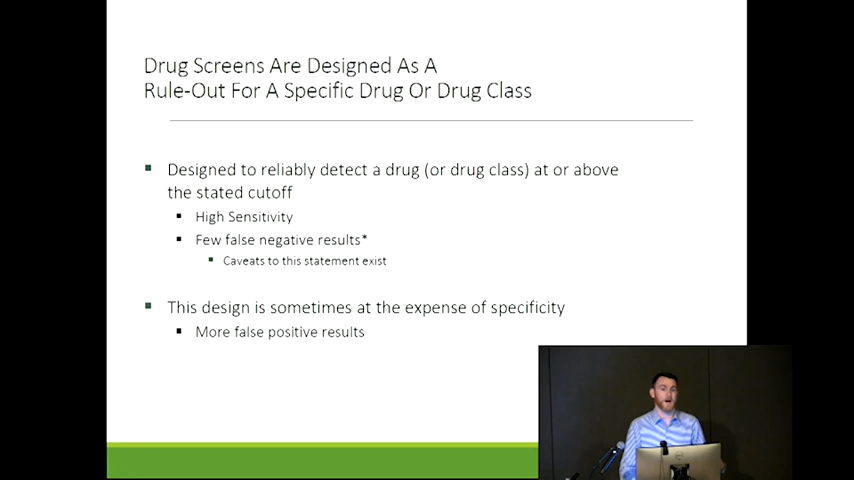 Drug Screens Are Designed As A
Rule-Out For A Specific Drug Or Drug Class
Designed to reliably detect a drug (or drug class) at or above
the stated cutoff
High Sensitivity
Few false negative results*
Caveats to this statement exist
This design is sometimes at the expense of specificity
More false positive results